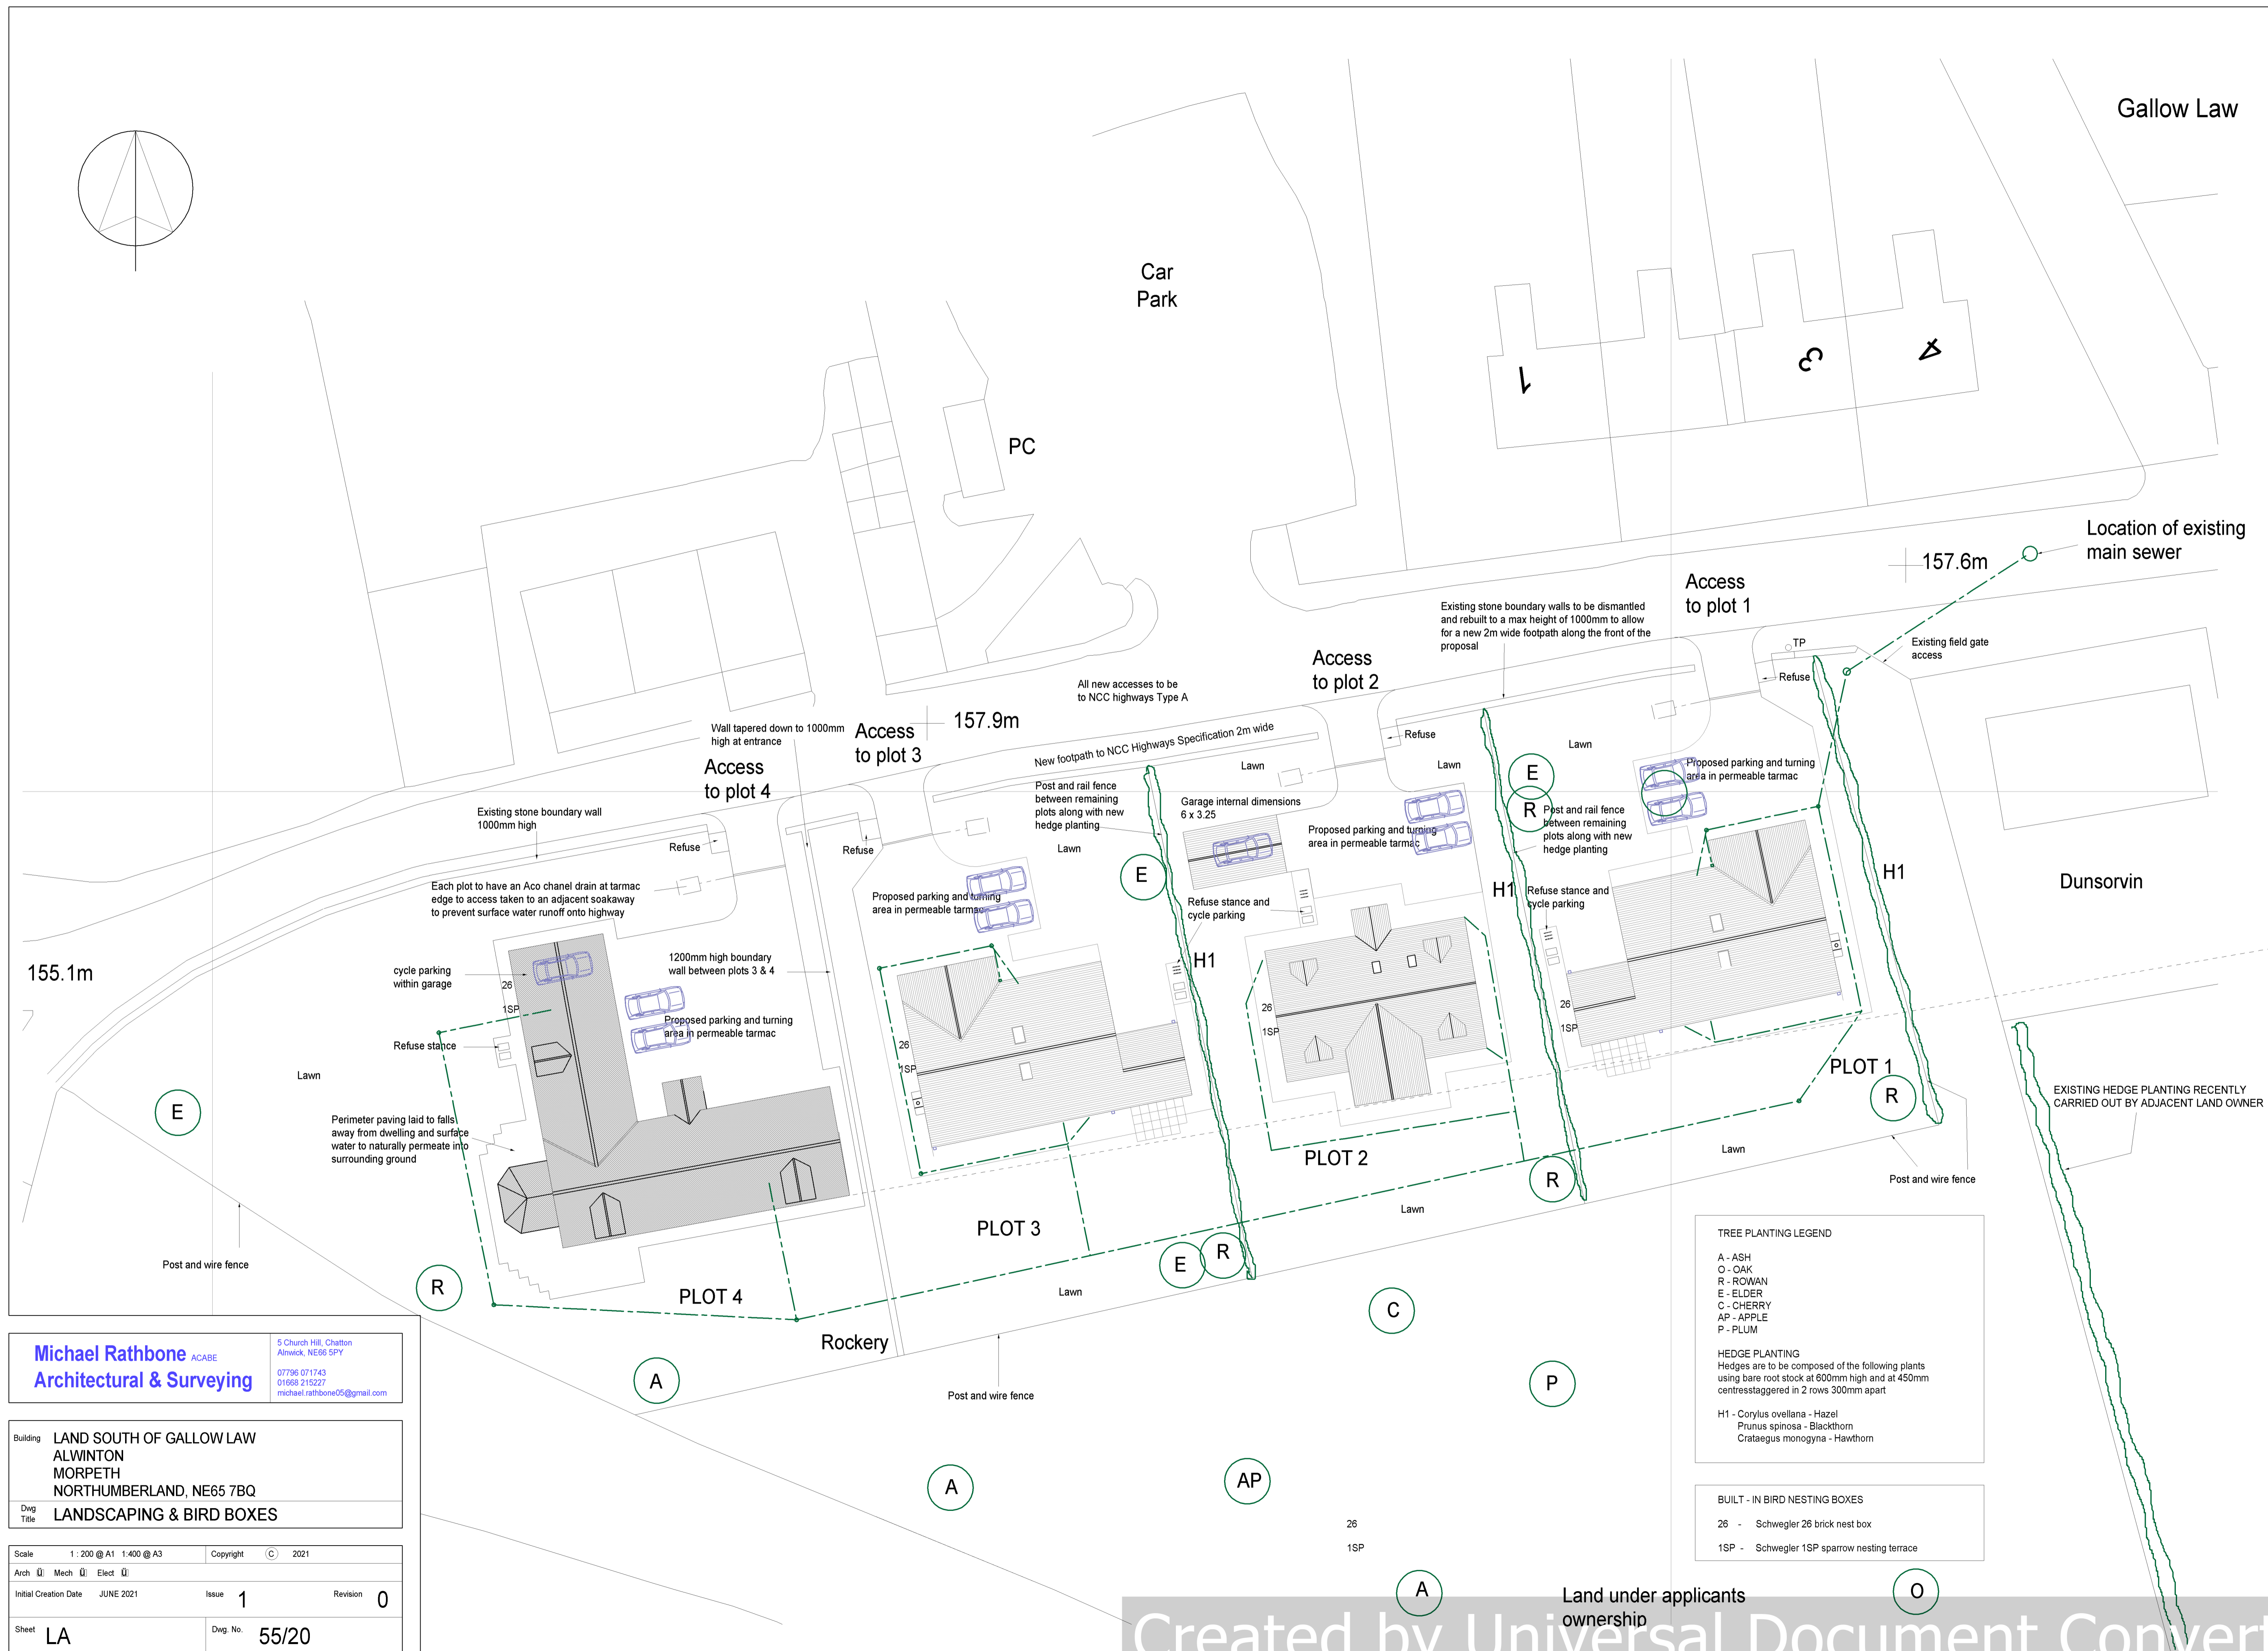 Gallow Law
Car
Park
1
3
4
PC
Location of existing
main sewer
157.6m
Access
to plot 1
Existing stone boundary walls to be dismantled
and rebuilt to a max height of 1000mm to allow
for a new 2m wide footpath along the front of the
proposal
TP
Existing field gate
access
Refuse
Access
to plot 2
All new accesses to be
to NCC highways Type A
157.9m
Access
to plot 3
Wall tapered down to 1000mm
high at entrance
Access
to plot 4
New footpath to NCC Highways Specification 2m wide
Refuse
Lawn
Lawn
Lawn
E
R
Proposed parking and turning
area in permeable tarmac
Post and rail fence
between remaining
plots along with new
hedge planting
Garage internal dimensions
6 x 3.25
Post and rail fence
between remaining
plots along with new
hedge planting
Proposed parking and turning
area in permeable tarmac
Existing stone boundary wall
1000mm high
Refuse
Refuse
Lawn
E
H1
Dunsorvin
Each plot to have an Aco chanel drain at tarmac
edge to access taken to an adjacent soakaway
to prevent surface water runoff onto highway
Proposed parking and turning
area in permeable tarmac
Refuse stance and
cycle parking
H1
Refuse stance and
cycle parking
155.1m
cycle parking
within garage
26
1SP
1200mm high boundary
wall between plots 3 & 4
H1
26
1SP
26
1SP
Proposed parking and turning
area in permeable tarmac
Refuse stance
26
1SP
Lawn
E
PLOT 1
R
EXISTING HEDGE PLANTING RECENTLY
CARRIED OUT BY ADJACENT LAND OWNER
Perimeter paving laid to falls
away from dwelling and surface
water to naturally permeate into
surrounding ground
PLOT 2
Lawn
R
Post and wire fence
Lawn
PLOT 3
Post and wire fence
E
R
R
PLOT 4
Lawn
C
Rockery
A
Post and wire fence
P
A
AP
26
1SP
A
Land under applicants
ownership
O
TREE PLANTING LEGEND
A - ASH
O - OAK
R - ROWAN
E - ELDER
C - CHERRY
AP - APPLE
P - PLUM
HEDGE PLANTING
Hedges are to be composed of the following plants
using bare root stock at 600mm high and at 450mm
centresstaggered in 2 rows 300mm apart
H1 - Corylus ovellana - Hazel
Prunus spinosa - Blackthorn
Crataegus monogyna - Hawthorn
BUILT - IN BIRD NESTING BOXES
26 - Schwegler 26 brick nest box
1SP - Schwegler 1SP sparrow nesting terrace
Michael Rathbone ACABE
Architectural & Surveying
5 Church Hill, Chatton
Alnwick, NE66 5PY
07796 071743
01668 215227
michael.rathbone05@gmail.com
Building LAND SOUTH OF GALLOW LAW
ALWINTON
MORPETH
NORTHUMBERLAND, NE65 7BQ
Dwg
Title LANDSCAPING & BIRD BOXES
Scale 1 : 200 @ A1 1:400 @ A3 Copyright C 2021
Arch ü Mech ü Elect ü
Initial Creation Date JUNE 2021 Issue 1 Revision 0
Sheet LA Dwg. No. 55/20
Created by Universal Document Conver